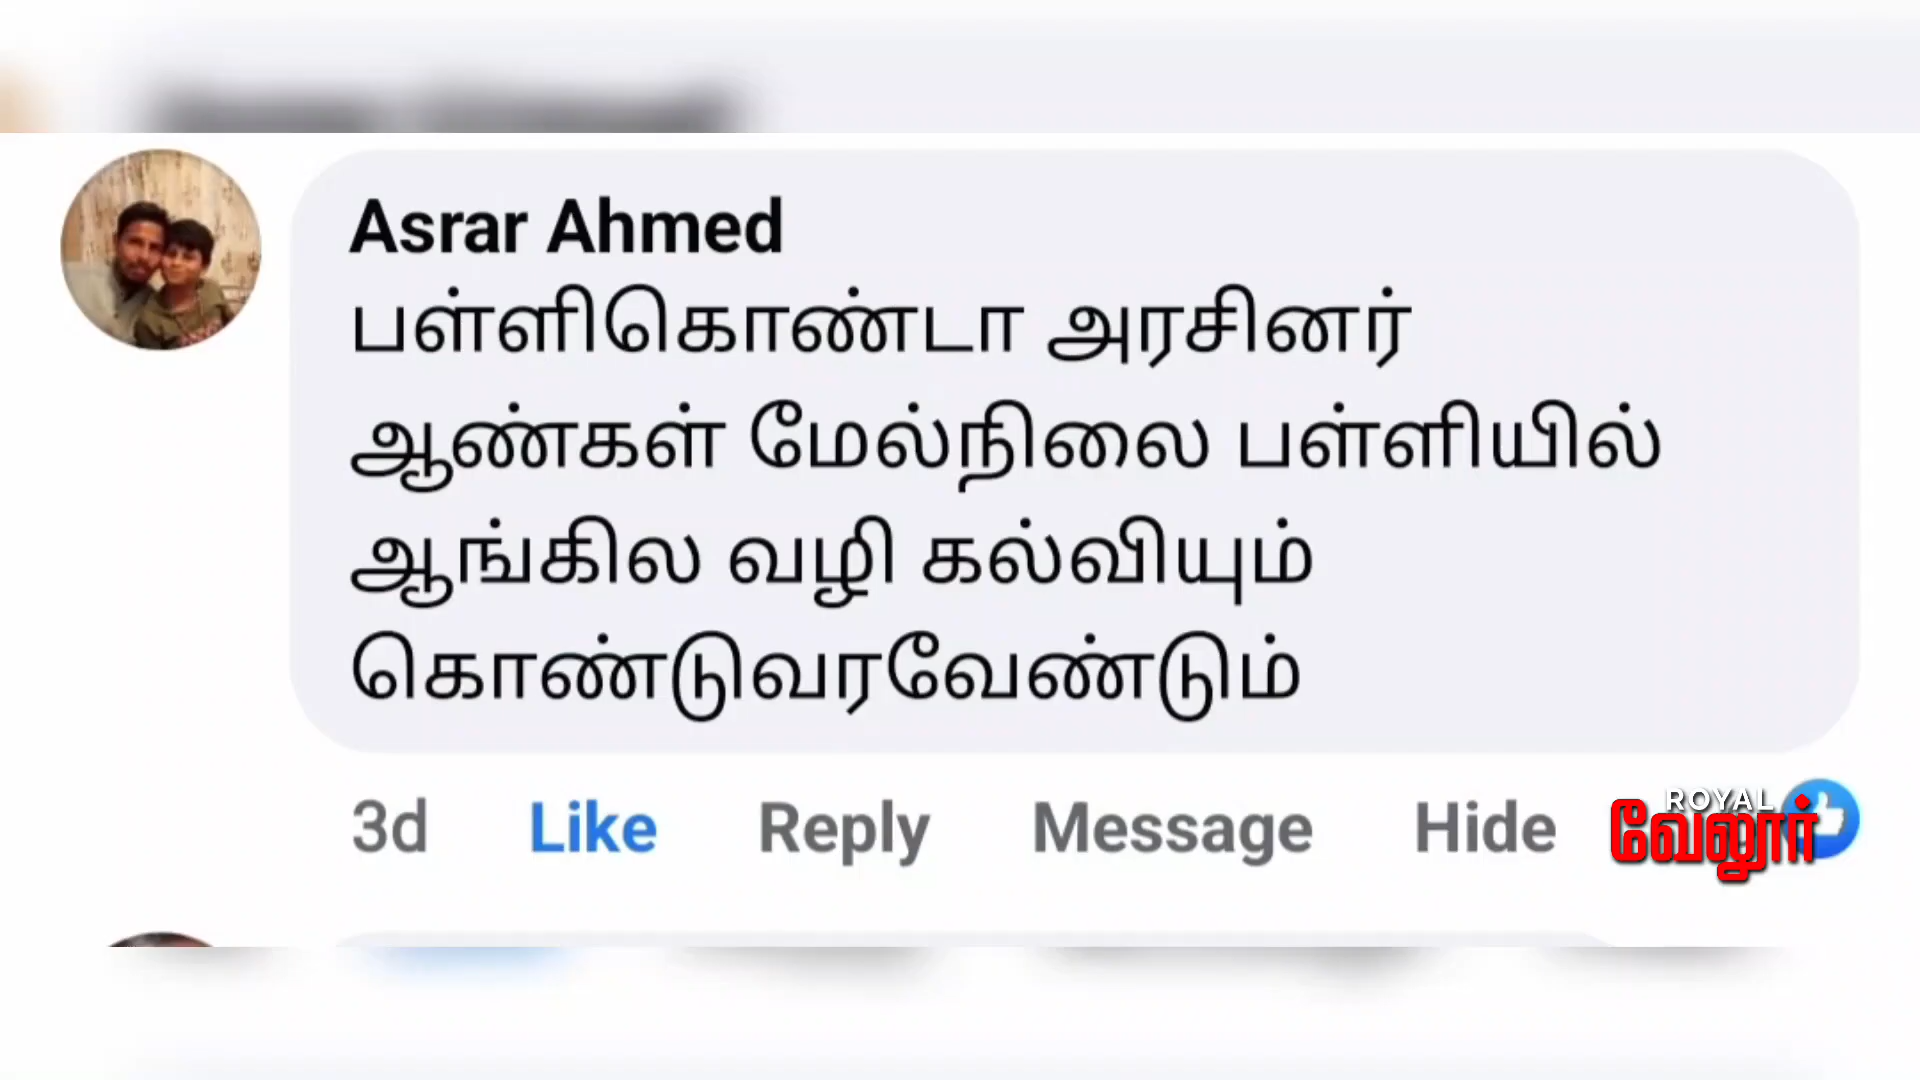 Asrar Ahmed
பள்ளிகொண்டா அரசினர்
ஆண்கள் மேல்நிலை பள்ளியில்
ஆங்கில வழி கல்வியும்
கொண்டுவரவேண்டும்
3d Like Reply Message Hide
ROYAL
வேலூர்